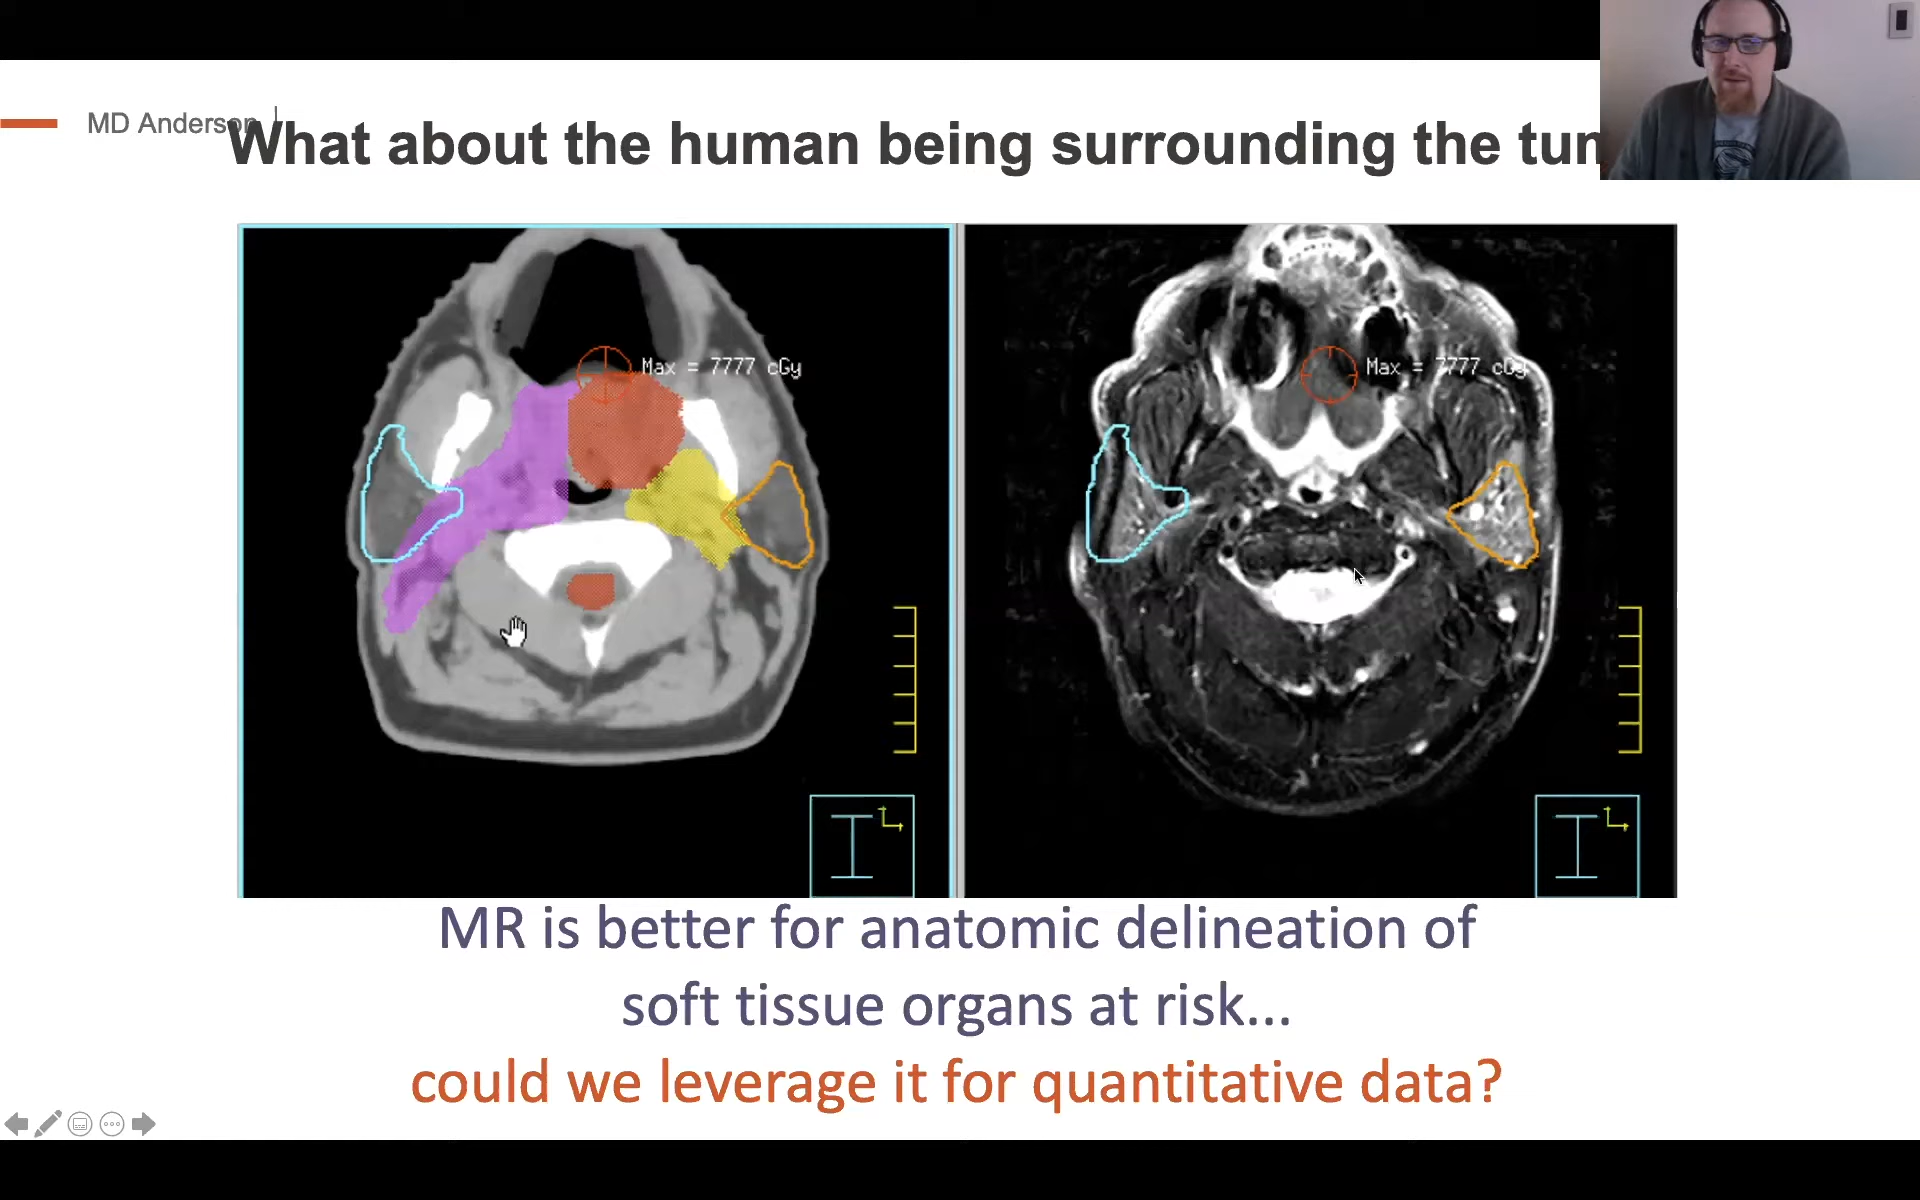 MD Anderson
What about the human being surrounding the
Max = 7777 cGy
Max = 7777 cGy
MR is better for anatomic delineation of
soft tissue organs at risk...
could we leverage it for quantitative data?